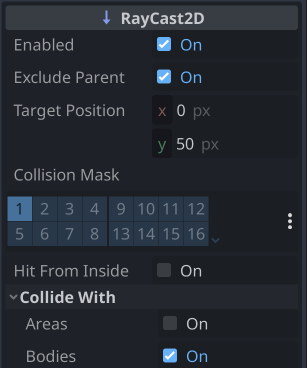 RayCast2D
Enabled On
Exclude Parent On
Target Position x 0 px
y 50 px
Collision Mask
1 2 3 4 9 10 11 12
5 6 7 8 13 14 15 16
Hit From Inside On
Collide With
Areas On
Bodies On